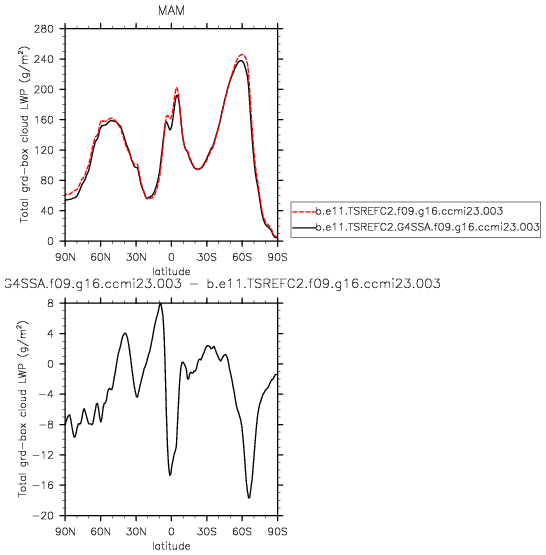 MAM
Total grd-box cloud LWP (g/m²)
280
240
200
160
120
80
40
0
90N 60N 30N 0 30S 60S 90S
latitude
b.e11.TSREFC2.f09.g16.ccmi23.003
b.e11.TSREFC2.G4SSA.f09.g16.ccmi23.003
G4SSA.f09.g16.ccmi23.003 - b.e11.TSREFC2.f09.g16.ccmi23.003
Total grd-box cloud LWP (g/m²)
8
4
0
-4
-8
-12
-16
-20
90N 60N 30N 0 30S 60S 90S
latitude